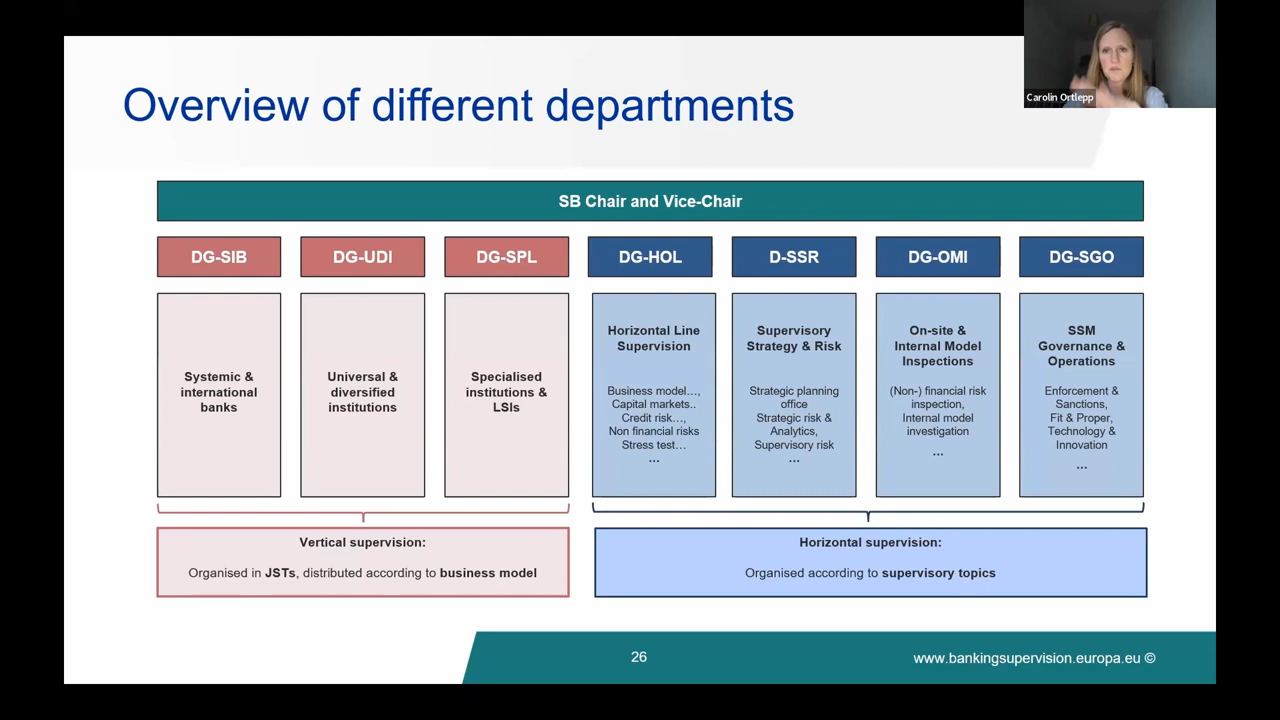 Carolin Ortlepp
Overview of different departments
SB Chair and Vice-Chair
DG-SIB
DG-UDI
DG-SPL
DG-HOL
D-SSR
DG-OMI
DG-SGO
Systemic &
international
banks
Universal &
diversified
institutions
Specialised
institutions &
LSIs
Horizontal Line
Supervision
Business model…,
Capital markets..
Credit risk…,
Non financial risks
Stress test…
…
Supervisory
Strategy & Risk
Strategic planning
office
Strategic risk &
Analytics,
Supervisory risk
…
On-site &
Internal Model
Inspections
(Non-) financial risk
inspection,
Internal model
investigation
…
SSM
Governance &
Operations
Enforcement &
Sanctions,
Fit & Proper,
Technology &
Innovation
…
Vertical supervision:
Organised in JSTs, distributed according to business model
Horizontal supervision:
Organised according to supervisory topics
26
www.bankingsupervision.europa.eu ©